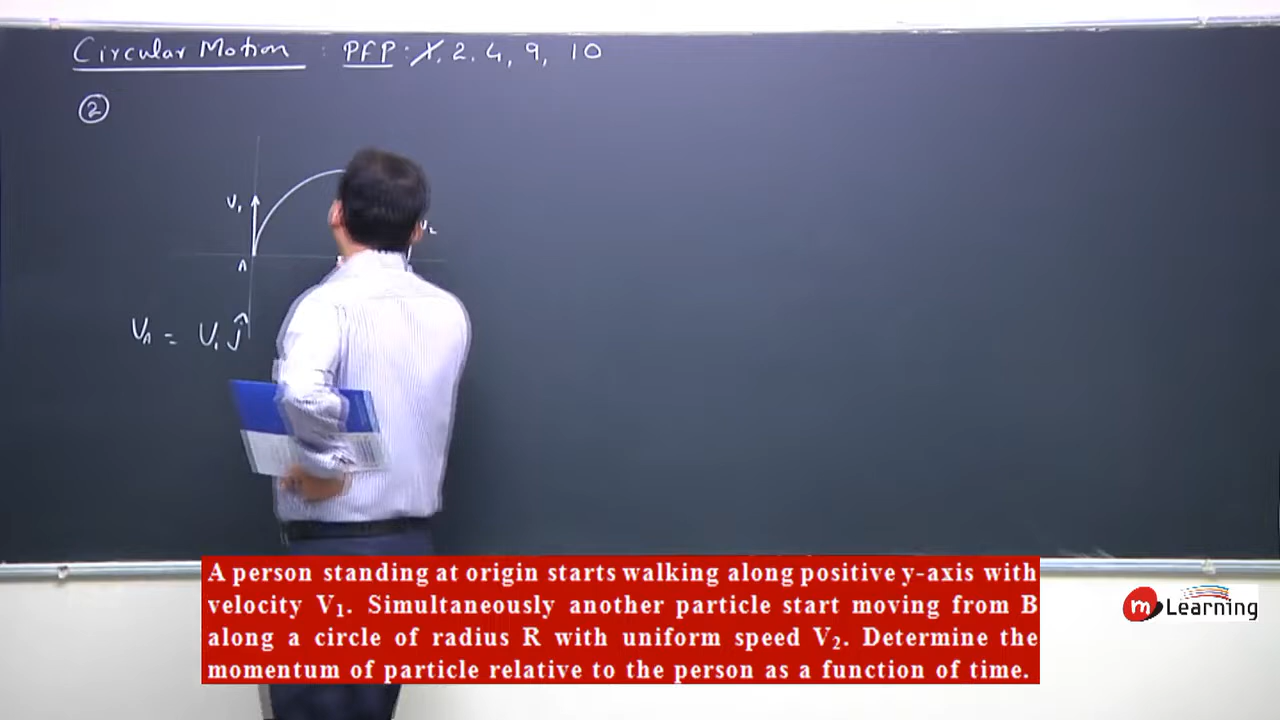 Circular Motion : PFP : 1, 2, 4, 9, 10
2
V₁
V₂
A
V_A = V₁ ĵ
A person standing at origin starts walking along positive y-axis with
velocity V₁. Simultaneously another particle start moving from B
along a circle of radius R with uniform speed V₂. Determine the
momentum of particle relative to the person as a function of time.
m Learning